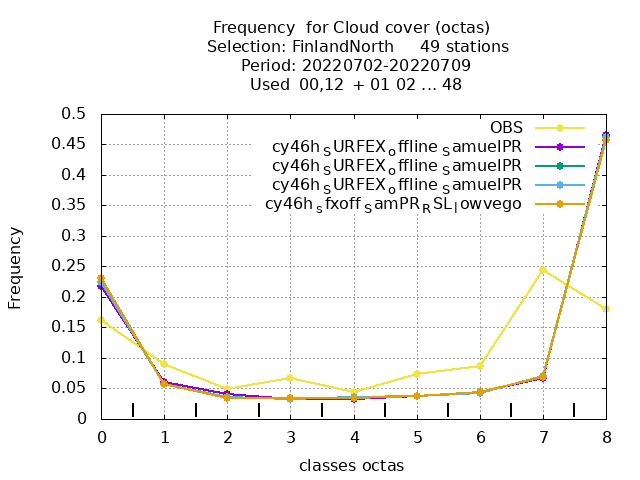 Frequency  for Cloud cover (octas)
Selection: FinlandNorth     49 stations
Period: 20220702-20220709
Used  00,12  + 01 02 ... 48
OBS
cy46h_SURFEX_offline_SamuelPR
cy46h_SURFEX_offline_SamuelPR
cy46h_SURFEX_offline_SamuelPR
cy46h_sfxoff_SamPR_RSL_lowvego
0.5
0.45
0.4
0.35
0.3
0.25
0.2
0.15
0.1
0.05
0
Frequency
0 1 2 3 4 5 6 7 8
classes octas